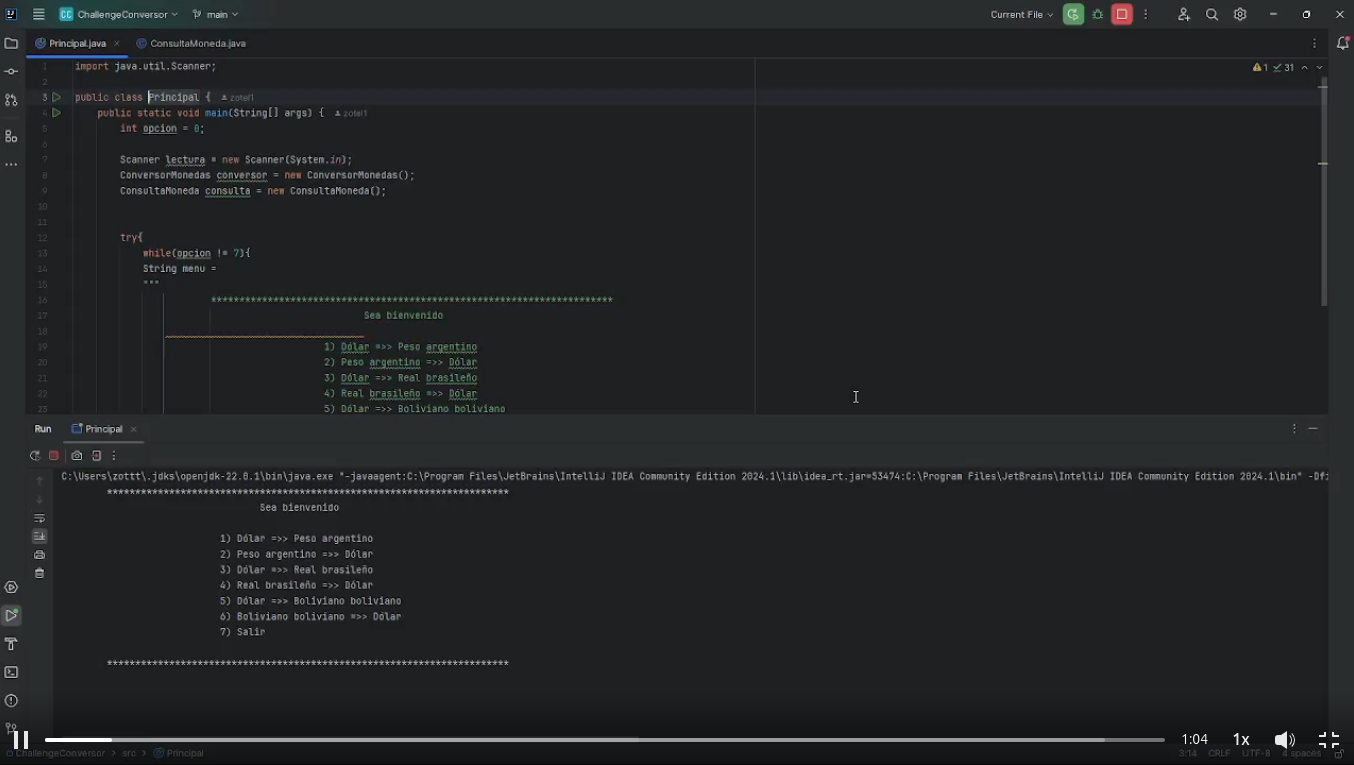 CC ChallengeConversor main Current File
Principal.java ConsultaMoneda.java
1 import java.util.Scanner; 1 31
2
3 public class Principal { zotel1
4 public static void main(String[] args) { zotel1
5 int opcion = 0;
6
7 Scanner lectura = new Scanner(System.in);
8 ConversorMonedas conversor = new ConversorMonedas();
9 ConsultaMoneda consulta = new ConsultaMoneda();
10
11
12 try{
13 while(opcion != 7){
14 String menu =
15 """
16 ***********************************************************************
17 Sea bienvenido
18
19 1) Dólar =>> Peso argentino
20 2) Peso argentino =>> Dólar
21 3) Dólar =>> Real brasileño
22 4) Real brasileño =>> Dólar
23 5) Dólar =>> Boliviano boliviano
Run Principal
C:\Users\zottt\.jdks\openjdk-22.0.1\bin\java.exe "-javaagent:C:\Program Files\JetBrains\IntelliJ IDEA Community Edition 2024.1\lib\idea_rt.jar=53474:C:\Program Files\JetBrains\IntelliJ IDEA Community Edition 2024.1\bin" -Dfi
***********************************************************************
Sea bienvenido
1) Dólar =>> Peso argentino
2) Peso argentino =>> Dólar
3) Dólar =>> Real brasileño
4) Real brasileño =>> Dólar
5) Dólar =>> Boliviano boliviano
6) Boliviano boliviano =>> Dólar
7) Salir
***********************************************************************
1:04 1x
ChallengeConversor > src > Principal 3:14 CRLF UTF-8 4 spaces